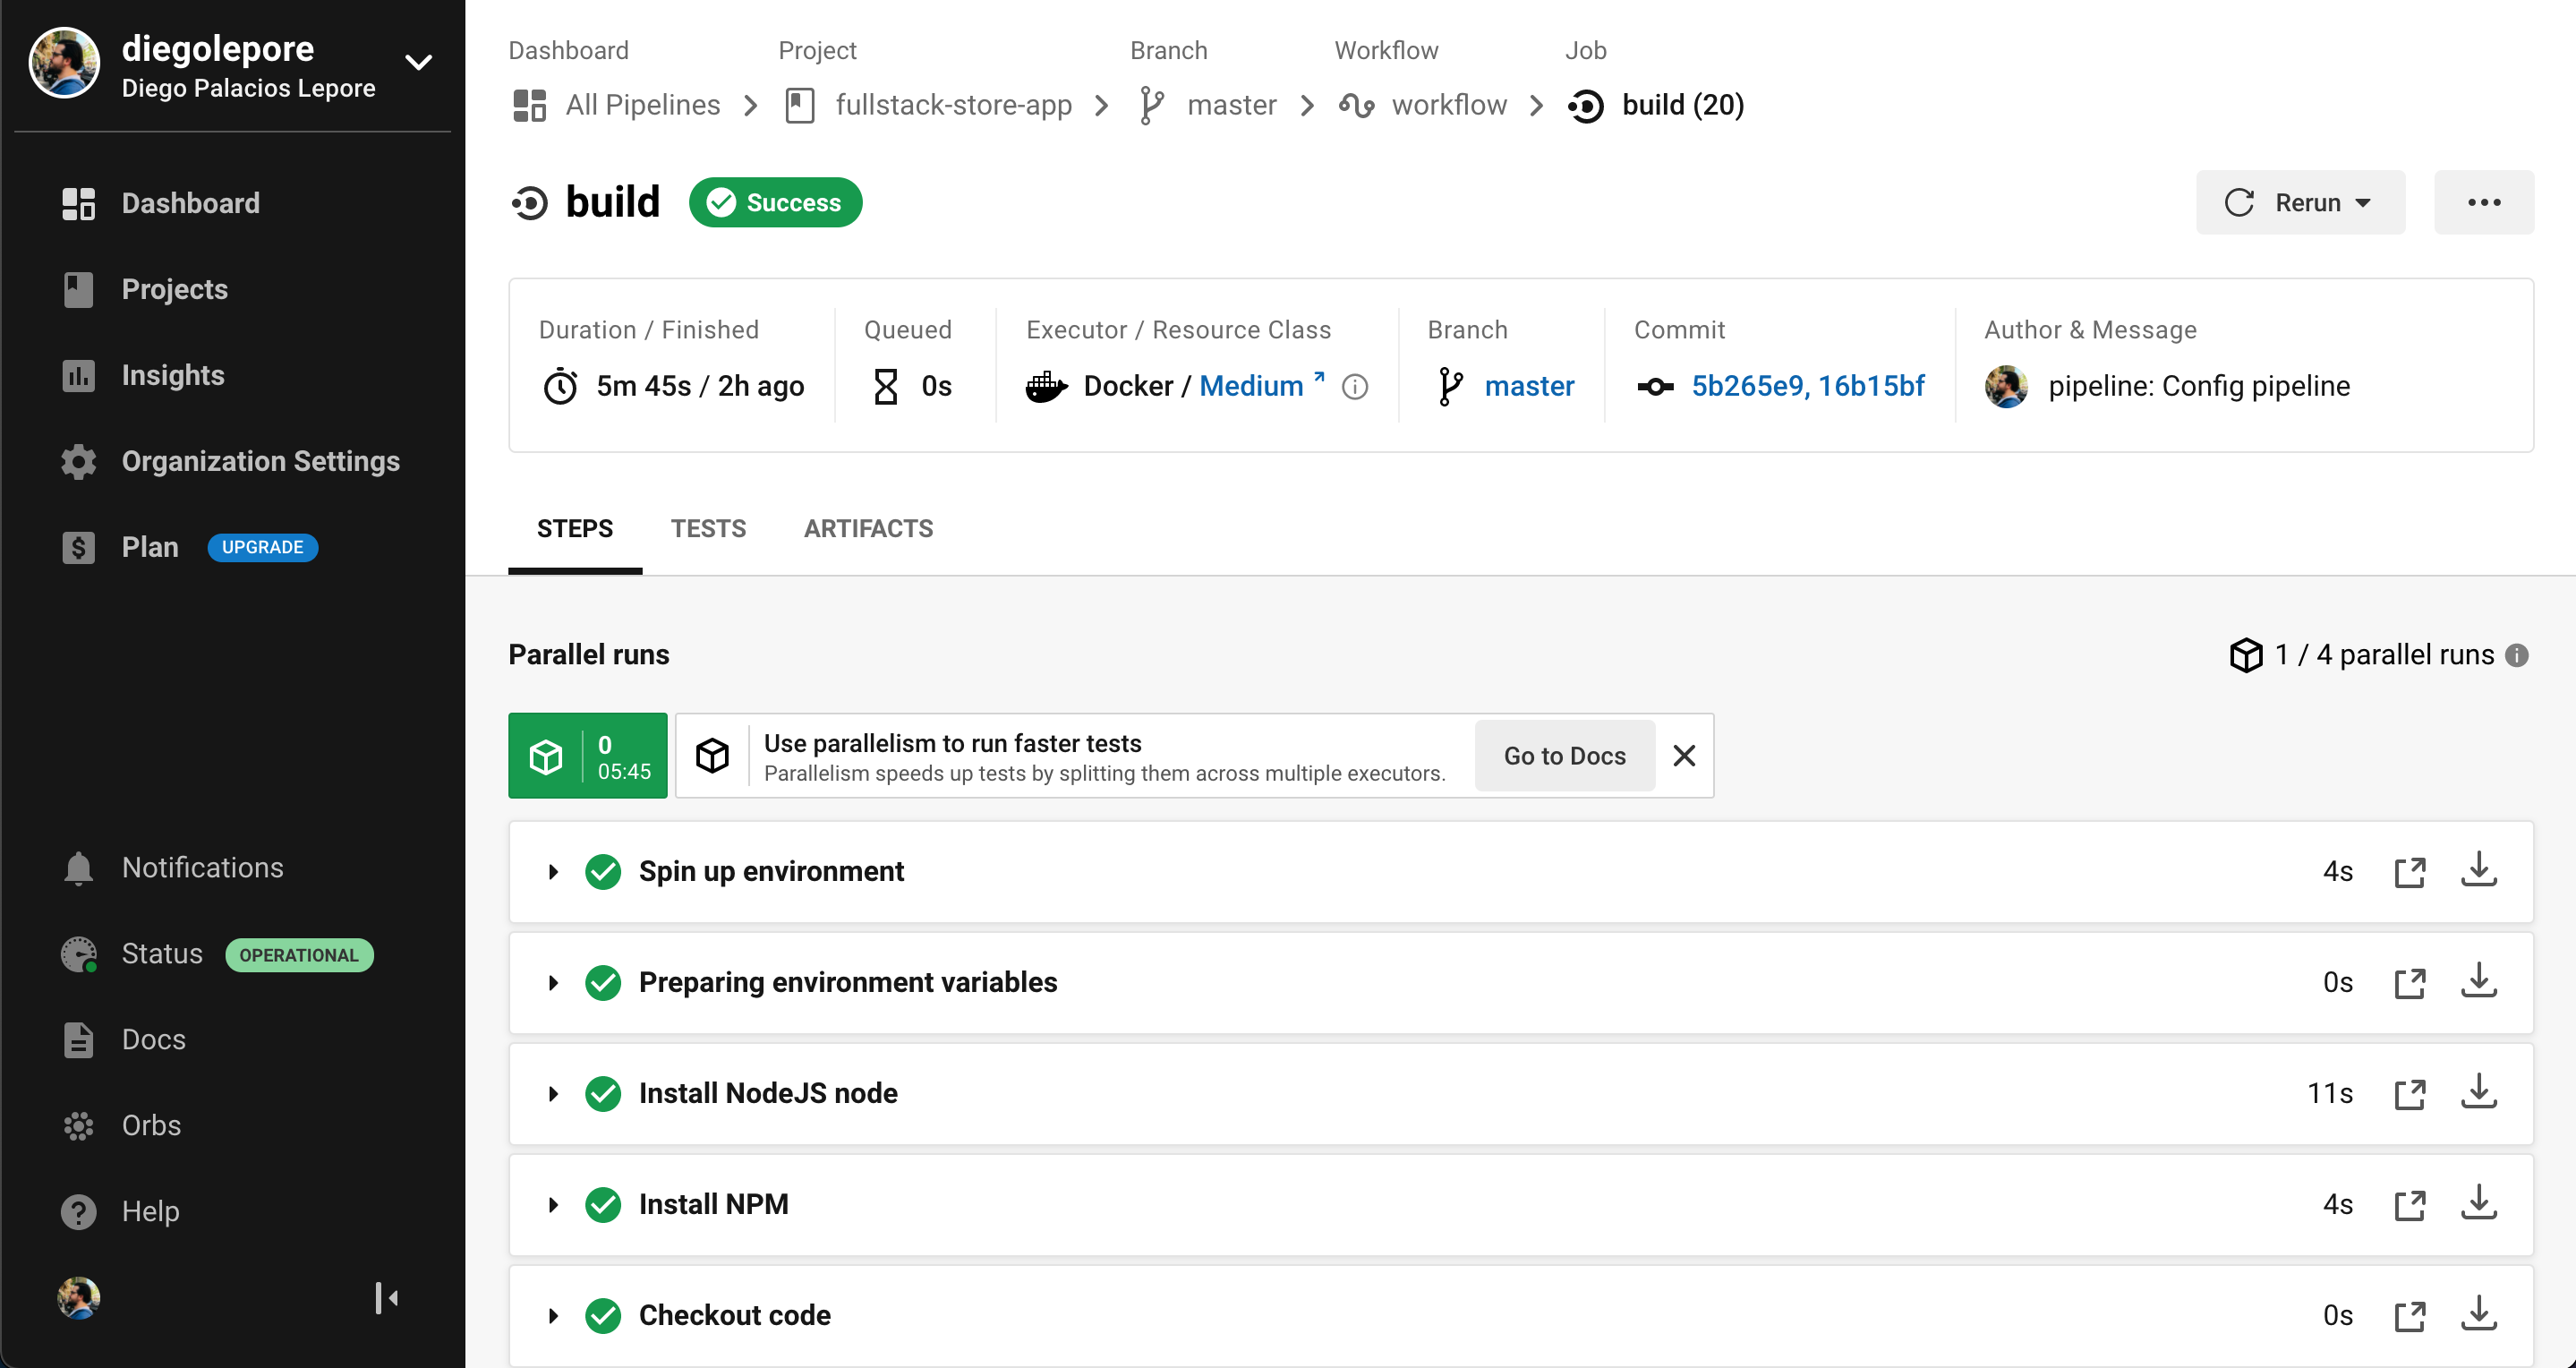 diegolepore
Diego Palacios Lepore
Dashboard
Projects
Insights
Organization Settings
Plan UPGRADE
Notifications
Status OPERATIONAL
Docs
Orbs
Help
Dashboard Project Branch Workflow Job
All Pipelines fullstack-store-app master workflow build (20)
build Success
Rerun
Duration / Finished Queued Executor / Resource Class Branch Commit Author & Message
5m 45s / 2h ago 0s Docker / Medium master 5b265e9, 16b15bf pipeline: Config pipeline
STEPS TESTS ARTIFACTS
Parallel runs 1 / 4 parallel runs
0
05:45
Use parallelism to run faster tests
Parallelism speeds up tests by splitting them across multiple executors.
Go to Docs
Spin up environment 4s
Preparing environment variables 0s
Install NodeJS node 11s
Install NPM 4s
Checkout code 0s